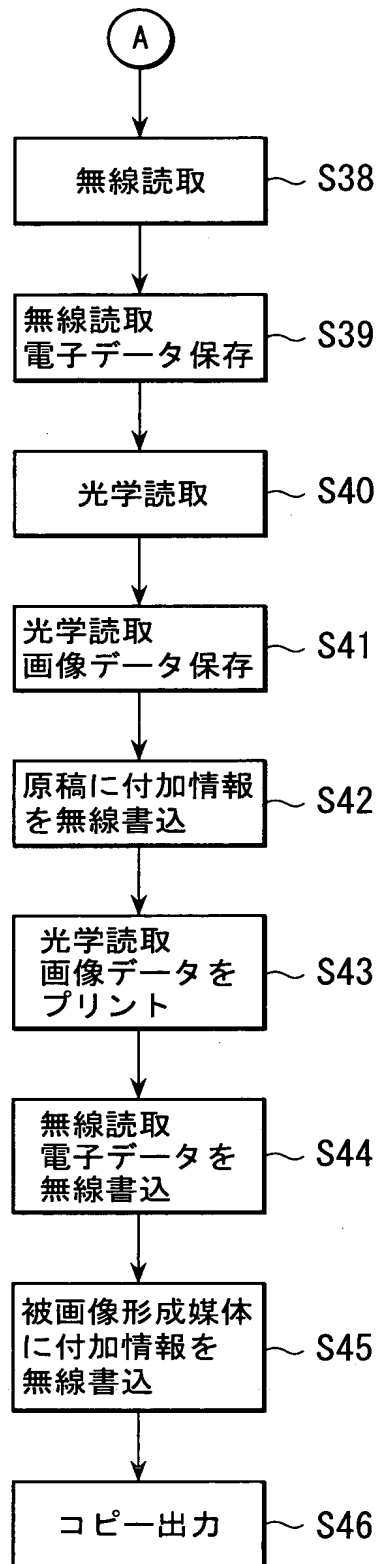 A
無線読取 ~ S38
無線読取
電子データ保存 ~ S39
光学読取 ~ S40
光学読取
画像データ保存 ~ S41
原稿に付加情報
を無線書込 ~ S42
光学読取
画像データを ~ S43
プリント
無線読取
電子データを ~ S44
無線書込
被画像形成媒体
に付加情報を ~ S45
無線書込
コピー出力 ~ S46